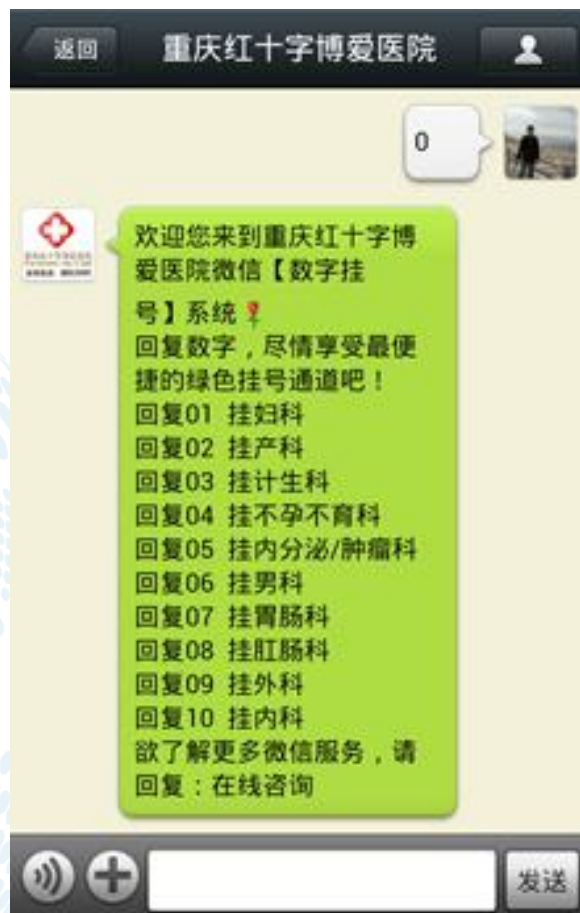 返回 重庆红十字博爱医院
0
欢迎您来到重庆红十字博
爱医院微信【数字挂
号】系统
回复数字，尽情享受最便
捷的绿色挂号通道吧！
回复01 挂妇科
回复02 挂产科
回复03 挂计生科
回复04 挂不孕不育科
回复05 挂内分泌/肿瘤科
回复06 挂男科
回复07 挂胃肠科
回复08 挂肛肠科
回复09 挂外科
回复10 挂内科
欲了解更多微信服务，请
回复：在线咨询
发送